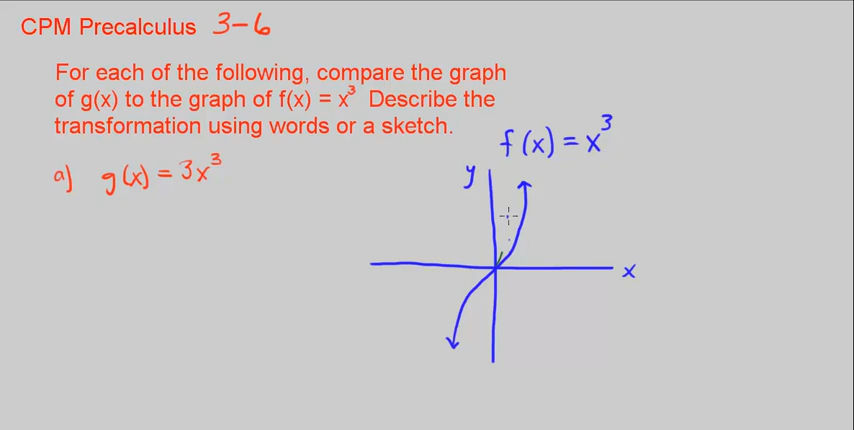 CPM Precalculus 3-6
For each of the following, compare the graph
of g(x) to the graph of f(x) = x³ Describe the
transformation using words or a sketch.
f(x) = x³
a) g(x) = 3x³
y
x